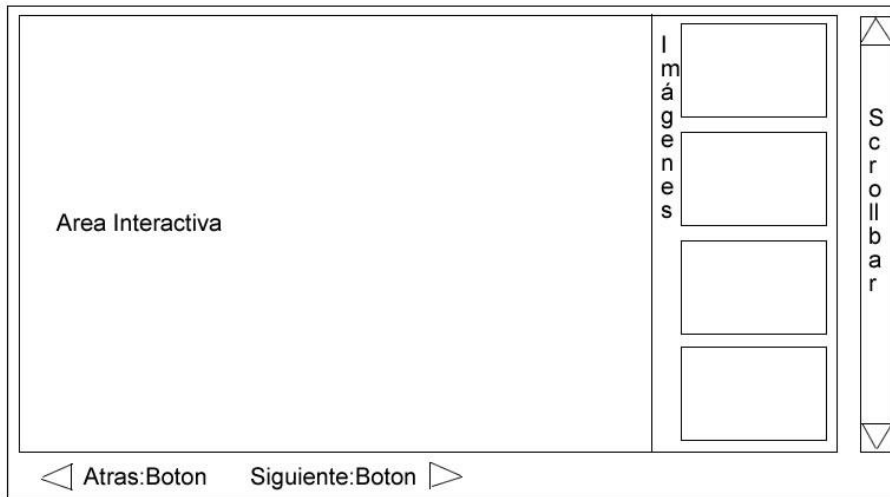 Area Interactiva
Imágenes
Scrollbar
Atras:Boton
Siguiente:Boton